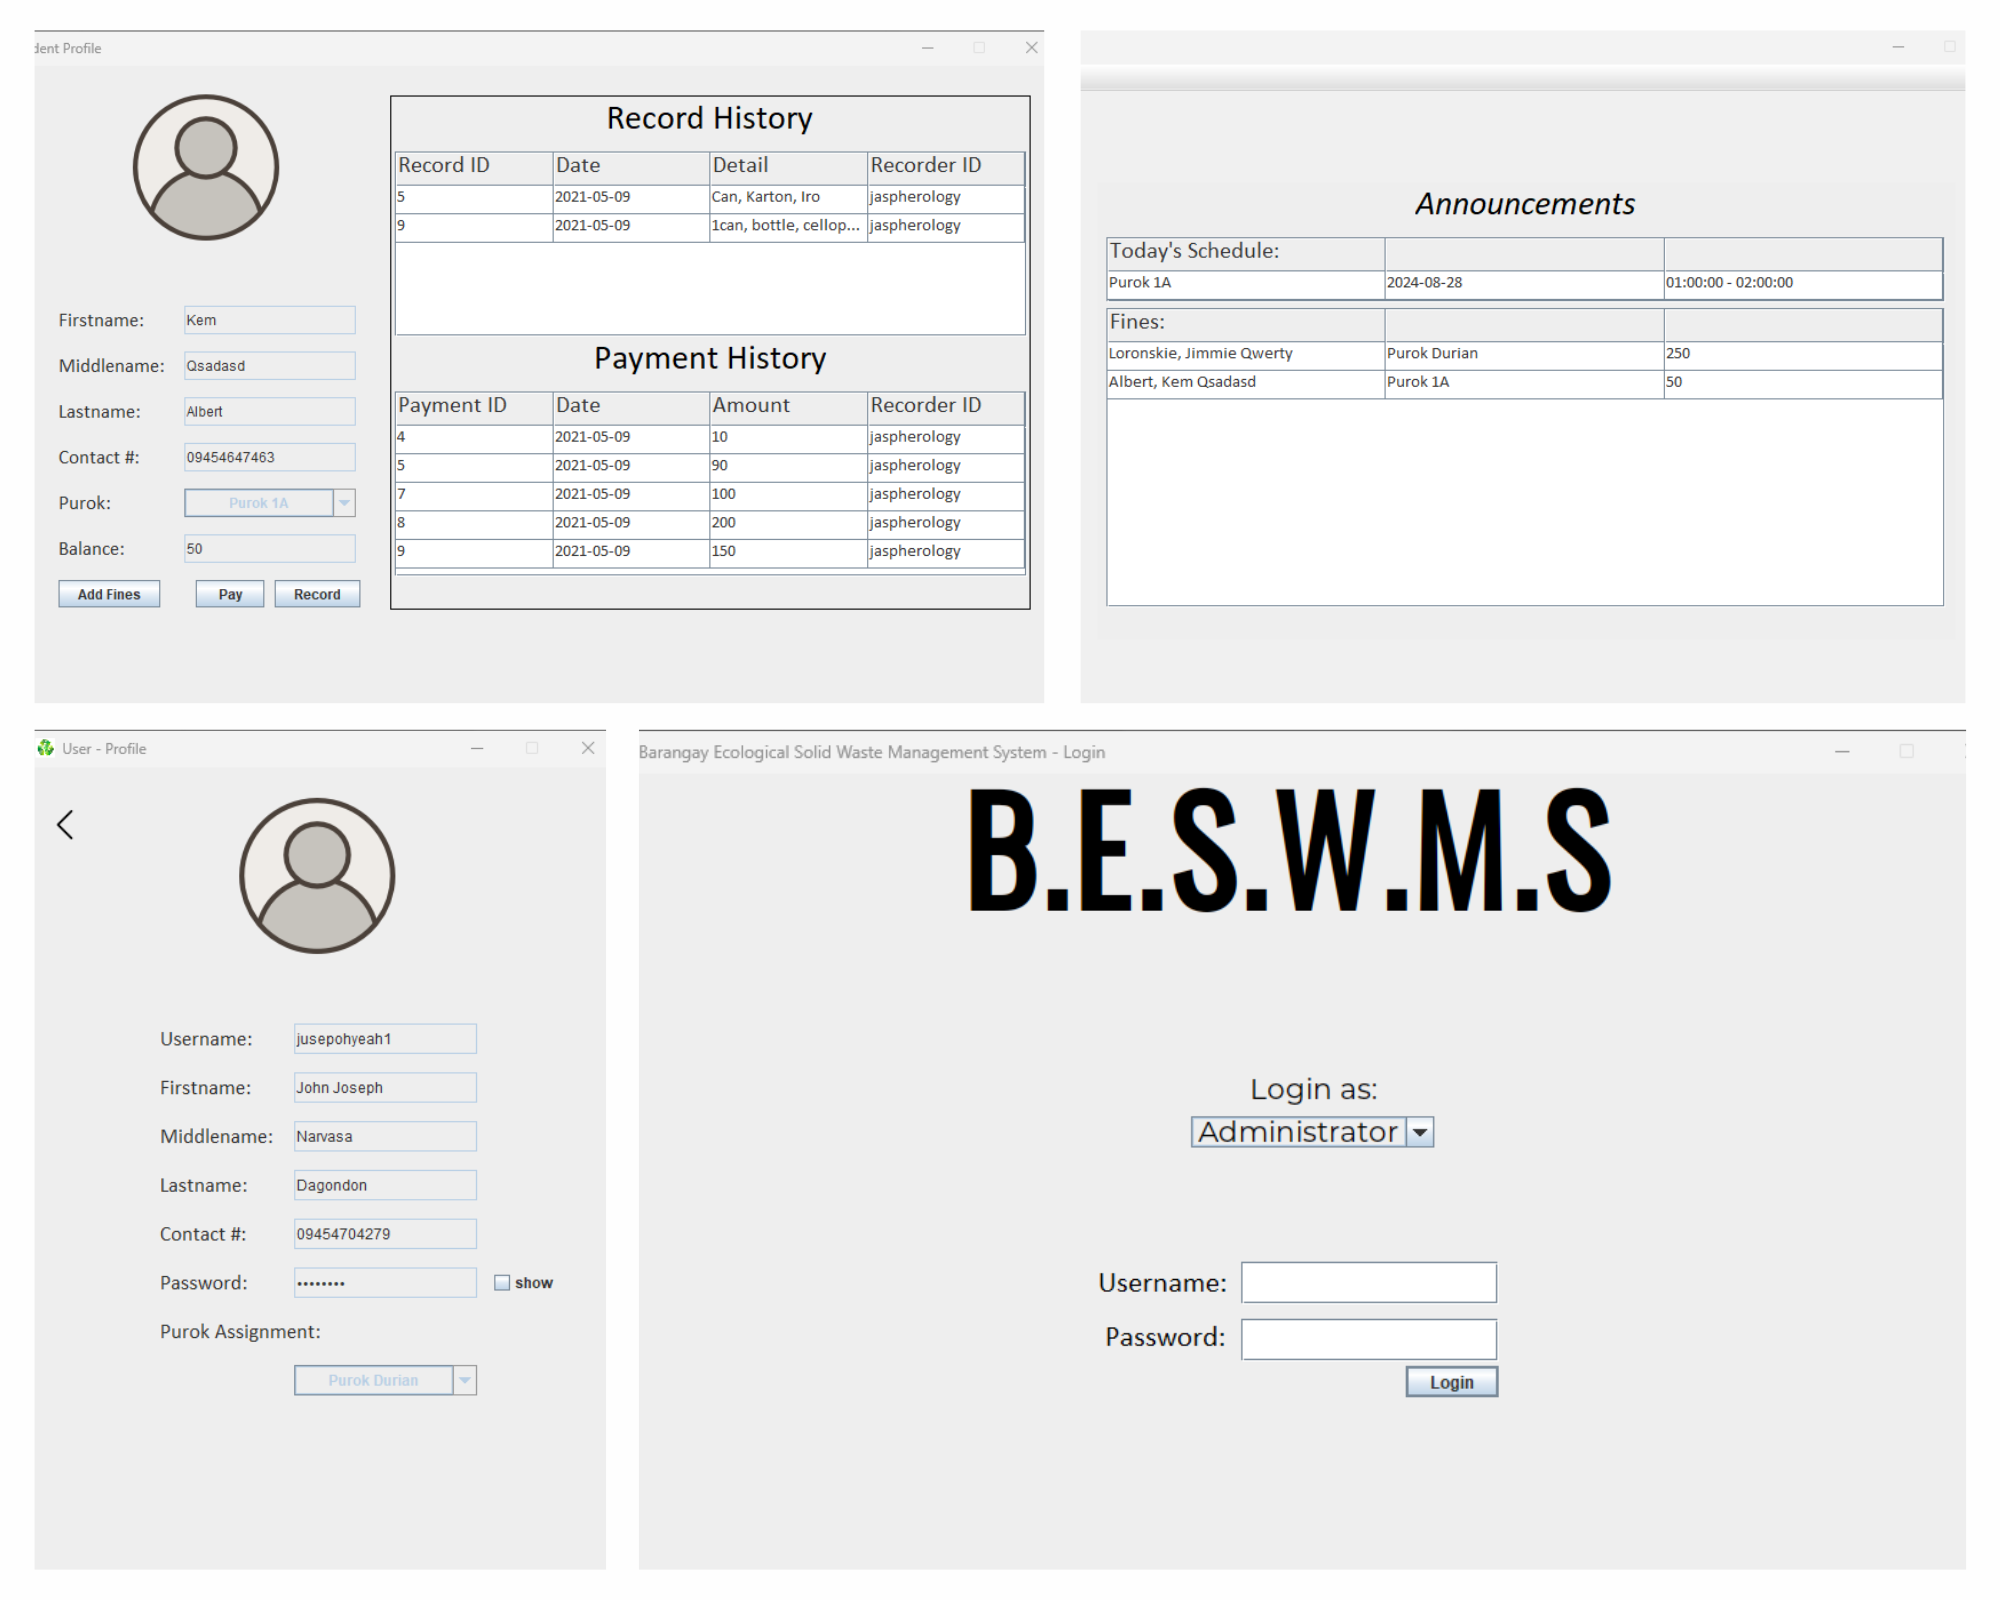 dent Profile
Firstname: Kem
Middlename: Qsadasd
Lastname: Albert
Contact #: 09454647463
Purok: Purok 1A
Balance: 50
Add Fines Pay Record
Record History
Record ID Date Detail Recorder ID
5 2021-05-09 Can, Karton, Iro jaspherology
9 2021-05-09 1can, bottle, cellop... jaspherology
Payment History
Payment ID Date Amount Recorder ID
4 2021-05-09 10 jaspherology
5 2021-05-09 90 jaspherology
7 2021-05-09 100 jaspherology
8 2021-05-09 200 jaspherology
9 2021-05-09 150 jaspherology
Announcements
Today's Schedule:
Purok 1A 2024-08-28 01:00:00 - 02:00:00
Fines:
Loronskie, Jimmie Qwerty Purok Durian 250
Albert, Kem Qsadasd Purok 1A 50
User - Profile
Username: jusepohyeah1
Firstname: John Joseph
Middlename: Narvasa
Lastname: Dagondon
Contact #: 09454704279
Password: •••••••• show
Purok Assignment:
Purok Durian
Barangay Ecological Solid Waste Management System - Login
B.E.S.W.M.S
Login as:
Administrator
Username:
Password:
Login